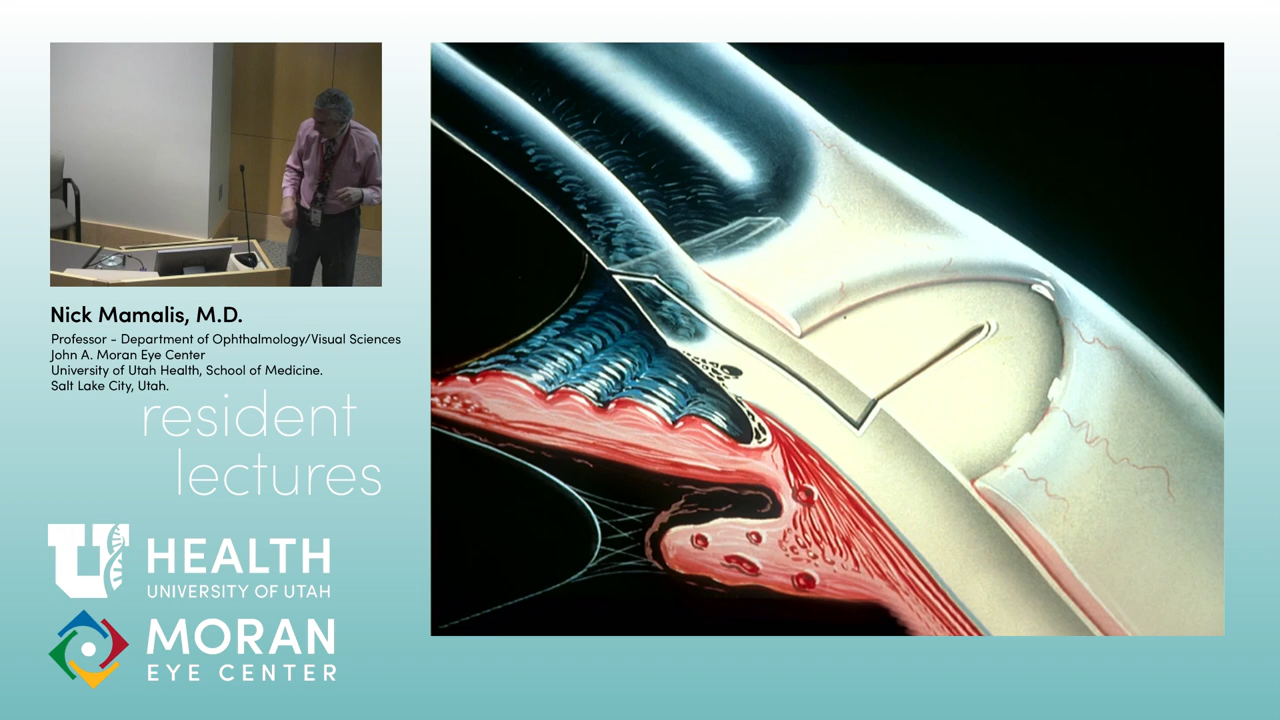 Nick Mamalis, M.D.
Professor - Department of Ophthalmology/Visual Sciences
John A. Moran Eye Center
University of Utah Health, School of Medicine.
Salt Lake City, Utah.
resident
lectures
U HEALTH
UNIVERSITY OF UTAH
MORAN
EYE CENTER